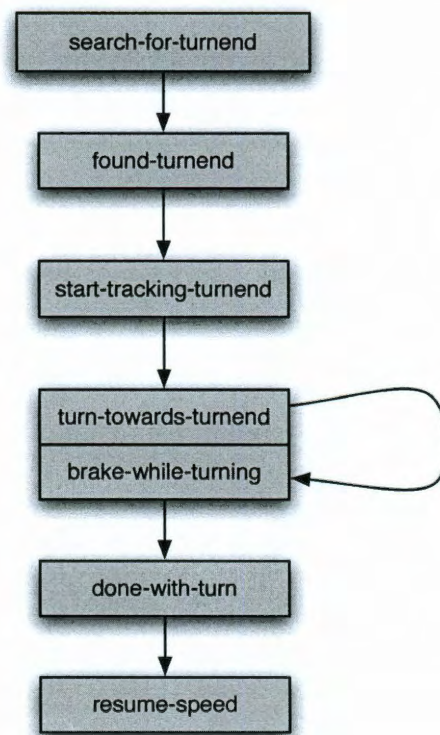 search-for-turnend
found-turnend
start-tracking-turnend
turn-towards-turnend
brake-while-turning
done-with-turn
resume-speed